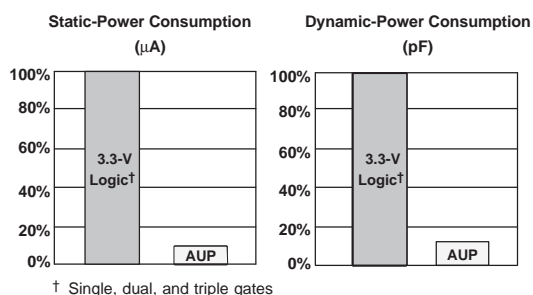 Static-Power Consumption
(μA)
100%
80%
60%
40%
20%
0%
3.3-V
Logic†
AUP
Dynamic-Power Consumption
(pF)
100%
80%
60%
40%
20%
0%
3.3-V
Logic†
AUP
† Single, dual, and triple gates